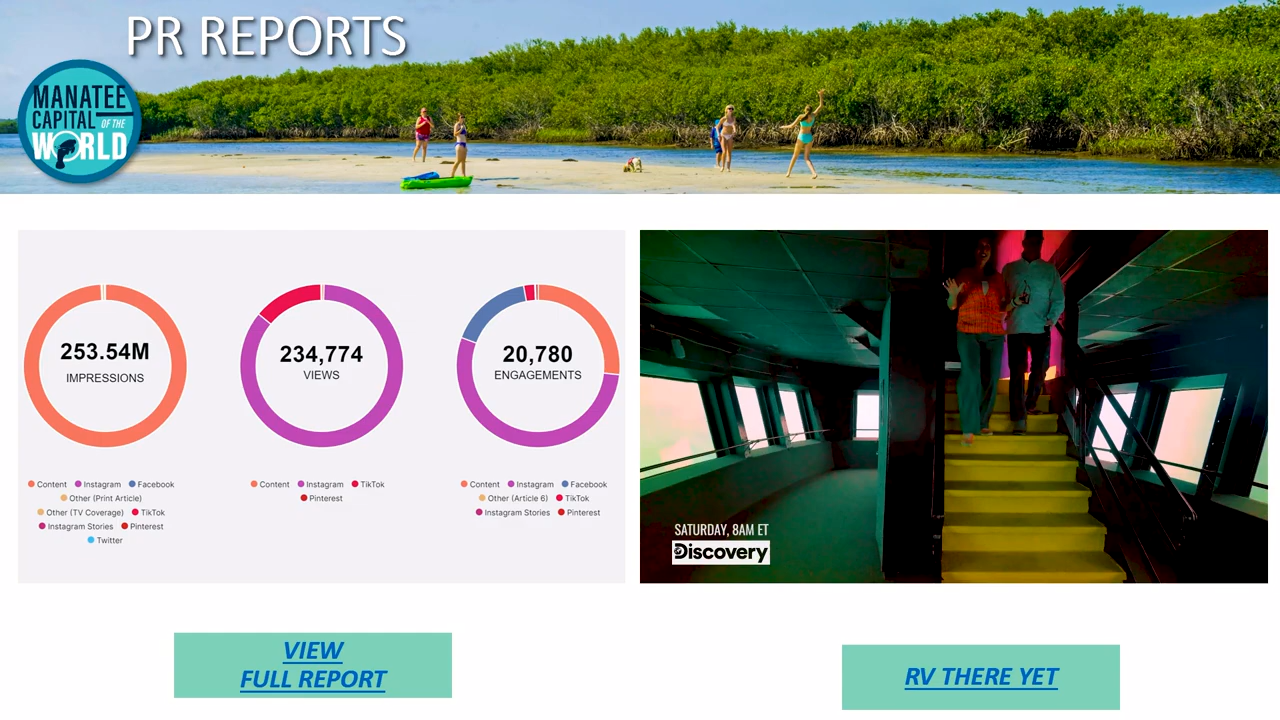 PR REPORTS
MANATEE
CAPITAL OF THE
WORLD
253.54M
IMPRESSIONS
Content Instagram Facebook
Other (Print Article)
Other (TV Coverage) TikTok
Instagram Stories Pinterest
Twitter
234,774
VIEWS
Content Instagram TikTok
Pinterest
20,780
ENGAGEMENTS
Content Instagram Facebook
Other (Article 6) TikTok
Instagram Stories Pinterest
SATURDAY, 8AM ET
Discovery
VIEW
FULL REPORT
RV THERE YET